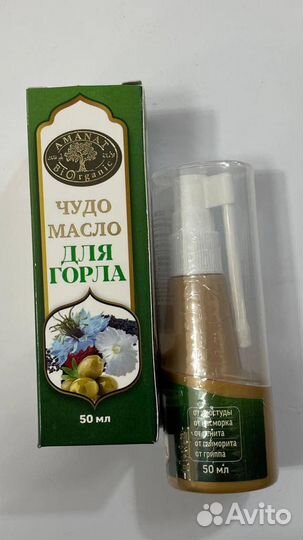 AMANAT
BIOrganic
ЧУДО
МАСЛО
ДЛЯ
ГОРЛА
50 мл
от простуды
от насморка
от гайморита
от гриппа
50 мл
Avito